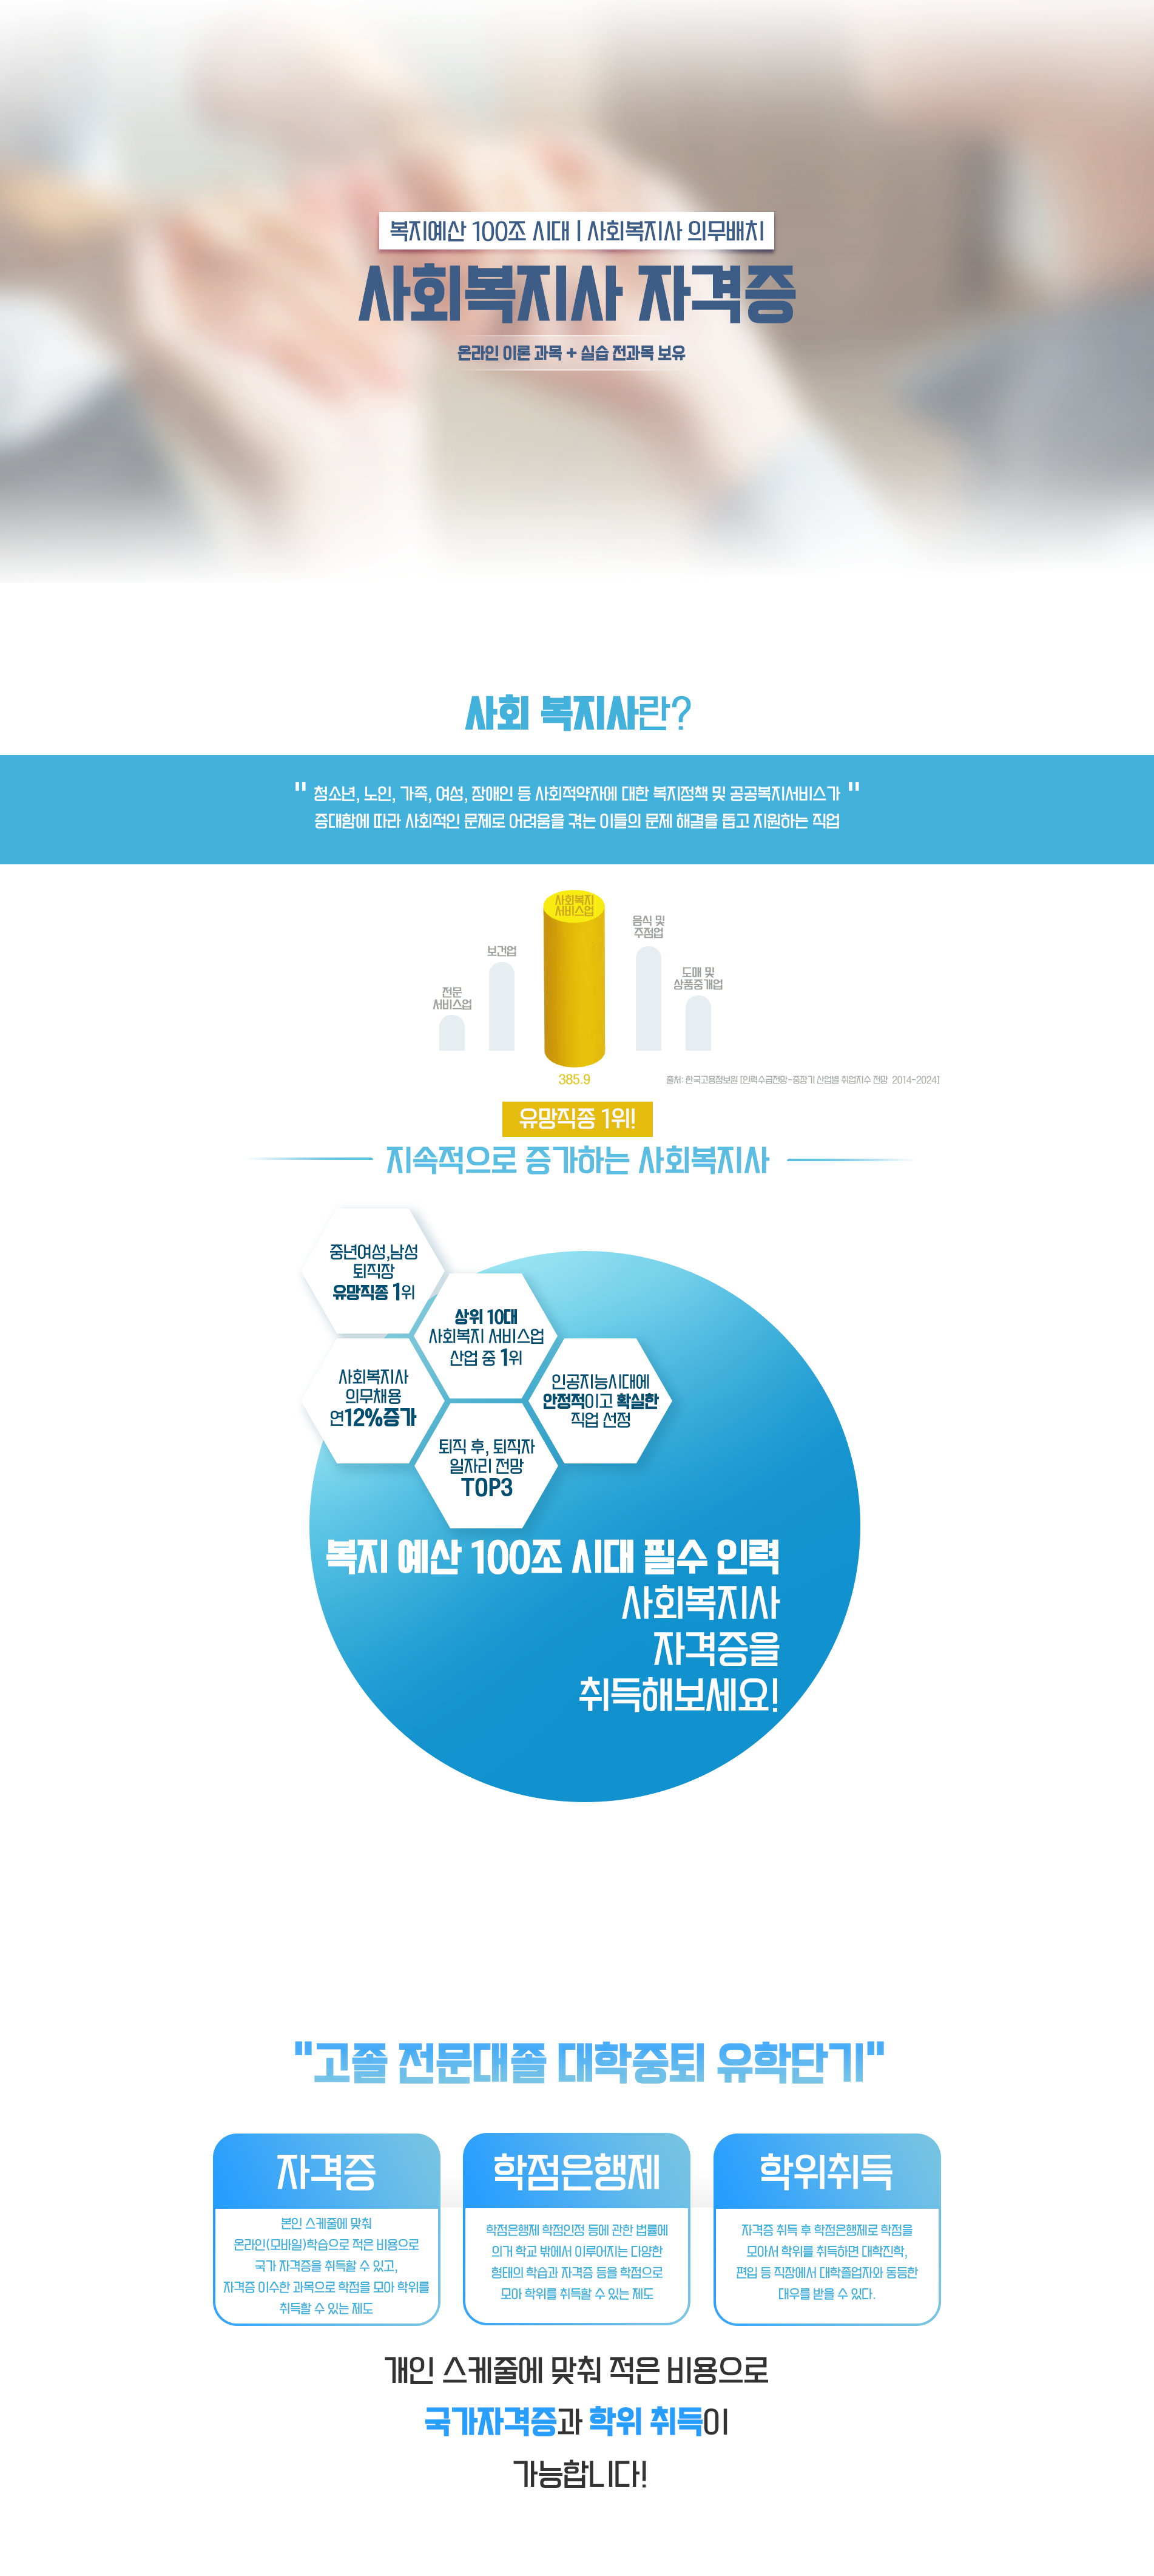 복지예산 100조 시대 | 사회복지사 의무배치
사회복지사 자격증
온라인 이론 과목 + 실습 전과목 보유
사회 복지사란?
" 청소년, 노인, 가족, 여성, 장애인 등 사회적약자에 대한 복지정책 및 공공복지서비스가 "
증대함에 따라 사회적인 문제로 어려움을 겪는 이들의 문제 해결을 돕고 지원하는 직업
전문
서비스업
보건업
사회복지
서비스업
음식 및
주점업
도매 및
상품중개업
385.9
출처: 한국고용정보원 [인력수급전망-중장기 산업별 취업자수 전망 2014-2024]
유망직종 1위!
지속적으로 증가하는 사회복지사
중년여성,남성
퇴직장
유망직종 1위
상위 10대
사회복지 서비스업
산업 중 1위
사회복지사
의무채용
연12%증가
인공지능시대에
안정적이고 확실한
직업 선정
퇴직 후, 퇴직자
일자리 전망
TOP3
복지 예산 100조 시대 필수 인력
사회복지사
자격증을
취득해보세요!
"고졸 전문대졸 대학중퇴 유학단기"
자격증
본인 스케줄에 맞춰
온라인(모바일)학습으로 적은 비용으로
국가 자격증을 취득할 수 있고,
자격증 이수한 과목으로 학점을 모아 학위를
취득할 수 있는 제도
학점은행제
학점은행제 학점인정 등에 관한 법률에
의거 학교 밖에서 이루어지는 다양한
형태의 학습과 자격증 등을 학점으로
모아 학위를 취득할 수 있는 제도
학위취득
자격증 취득 후 학점은행제로 학점을
모아서 학위를 취득하면 대학진학,
편입 등 직장에서 대학졸업자와 동등한
대우를 받을 수 있다.
개인 스케줄에 맞춰 적은 비용으로
국가자격증과 학위 취득이
가능합니다!